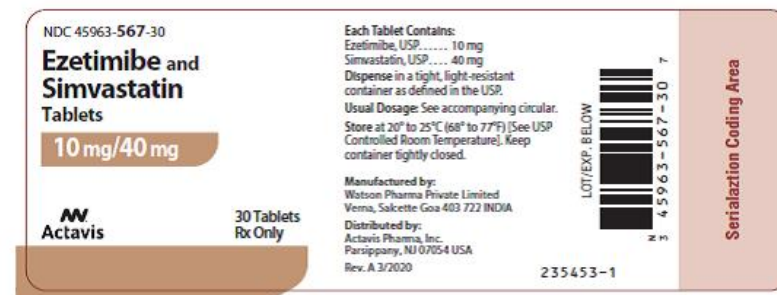 NDC 45963-567-30
Ezetimibe and
Simvastatin
Tablets
10 mg/40 mg
Actavis
30 Tablets
Rx Only
Each Tablet Contains:
Ezetimibe, USP...... 10 mg
Simvastatin, USP.... 40 mg
Dispense in a tight, light-resistant
container as defined in the USP.
Usual Dosage: See accompanying circular.
Store at 20° to 25°C (68° to 77°F) [See USP
Controlled Room Temperature]. Keep
container tightly closed.
Manufactured by:
Watson Pharma Private Limited
Verna, Salcette Goa 403 722 INDIA
Distributed by:
Actavis Pharma, Inc.
Parsippany, NJ 07054 USA
Rev. A 3/2020
235453-1
LOT/EXP. BELOW
N3 45963-567-30 7
Serialaztion Coding Area